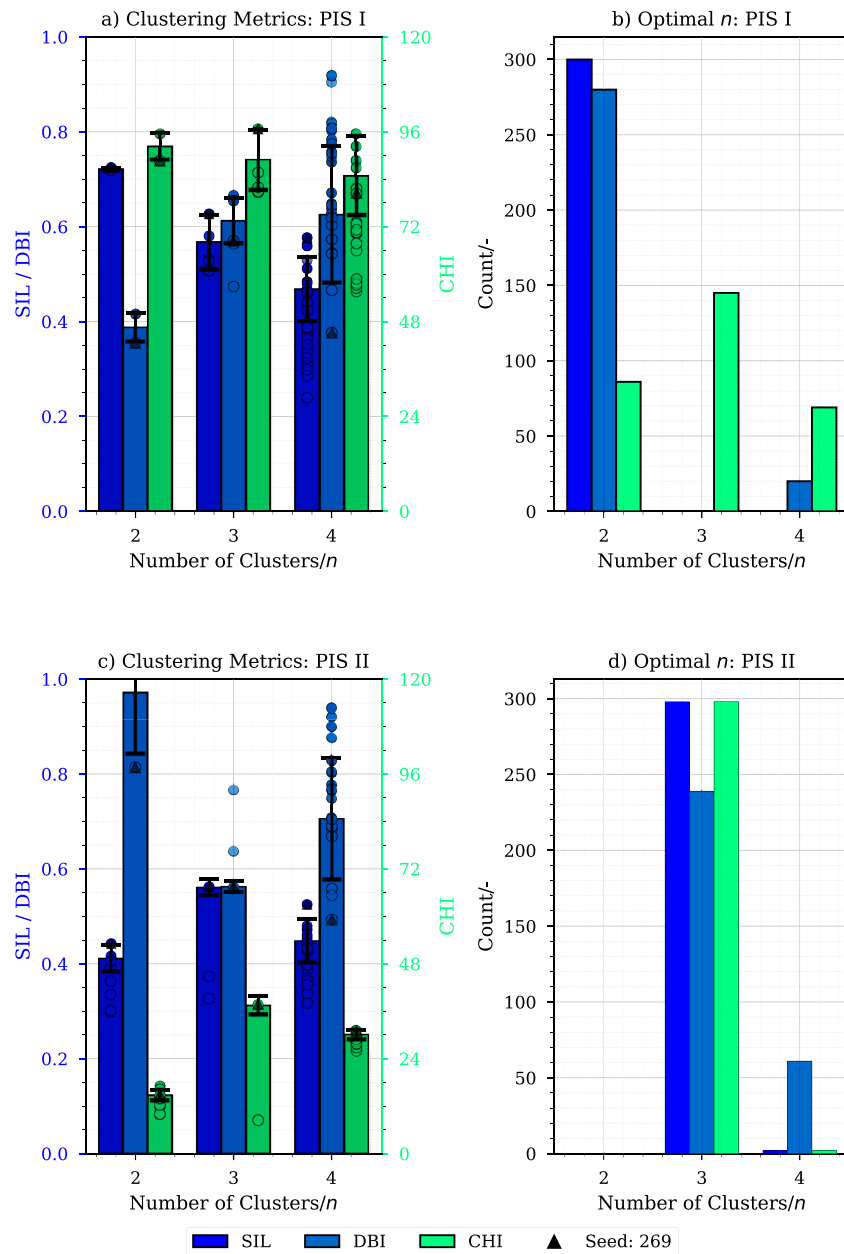 a) Clustering Metrics: PIS I
b) Optimal n: PIS I
1.0
0.8
0.6
0.4
0.2
0.0
SIL / DBI
120
96
72
48
24
0
CHI
2 3 4
Number of Clusters/n
300
250
200
150
100
50
0
Count/-
2 3 4
Number of Clusters/n
c) Clustering Metrics: PIS II
d) Optimal n: PIS II
1.0
0.8
0.6
0.4
0.2
0.0
SIL / DBI
120
96
72
48
24
0
CHI
2 3 4
Number of Clusters/n
300
250
200
150
100
50
0
Count/-
2 3 4
Number of Clusters/n
SIL DBI CHI Seed: 269